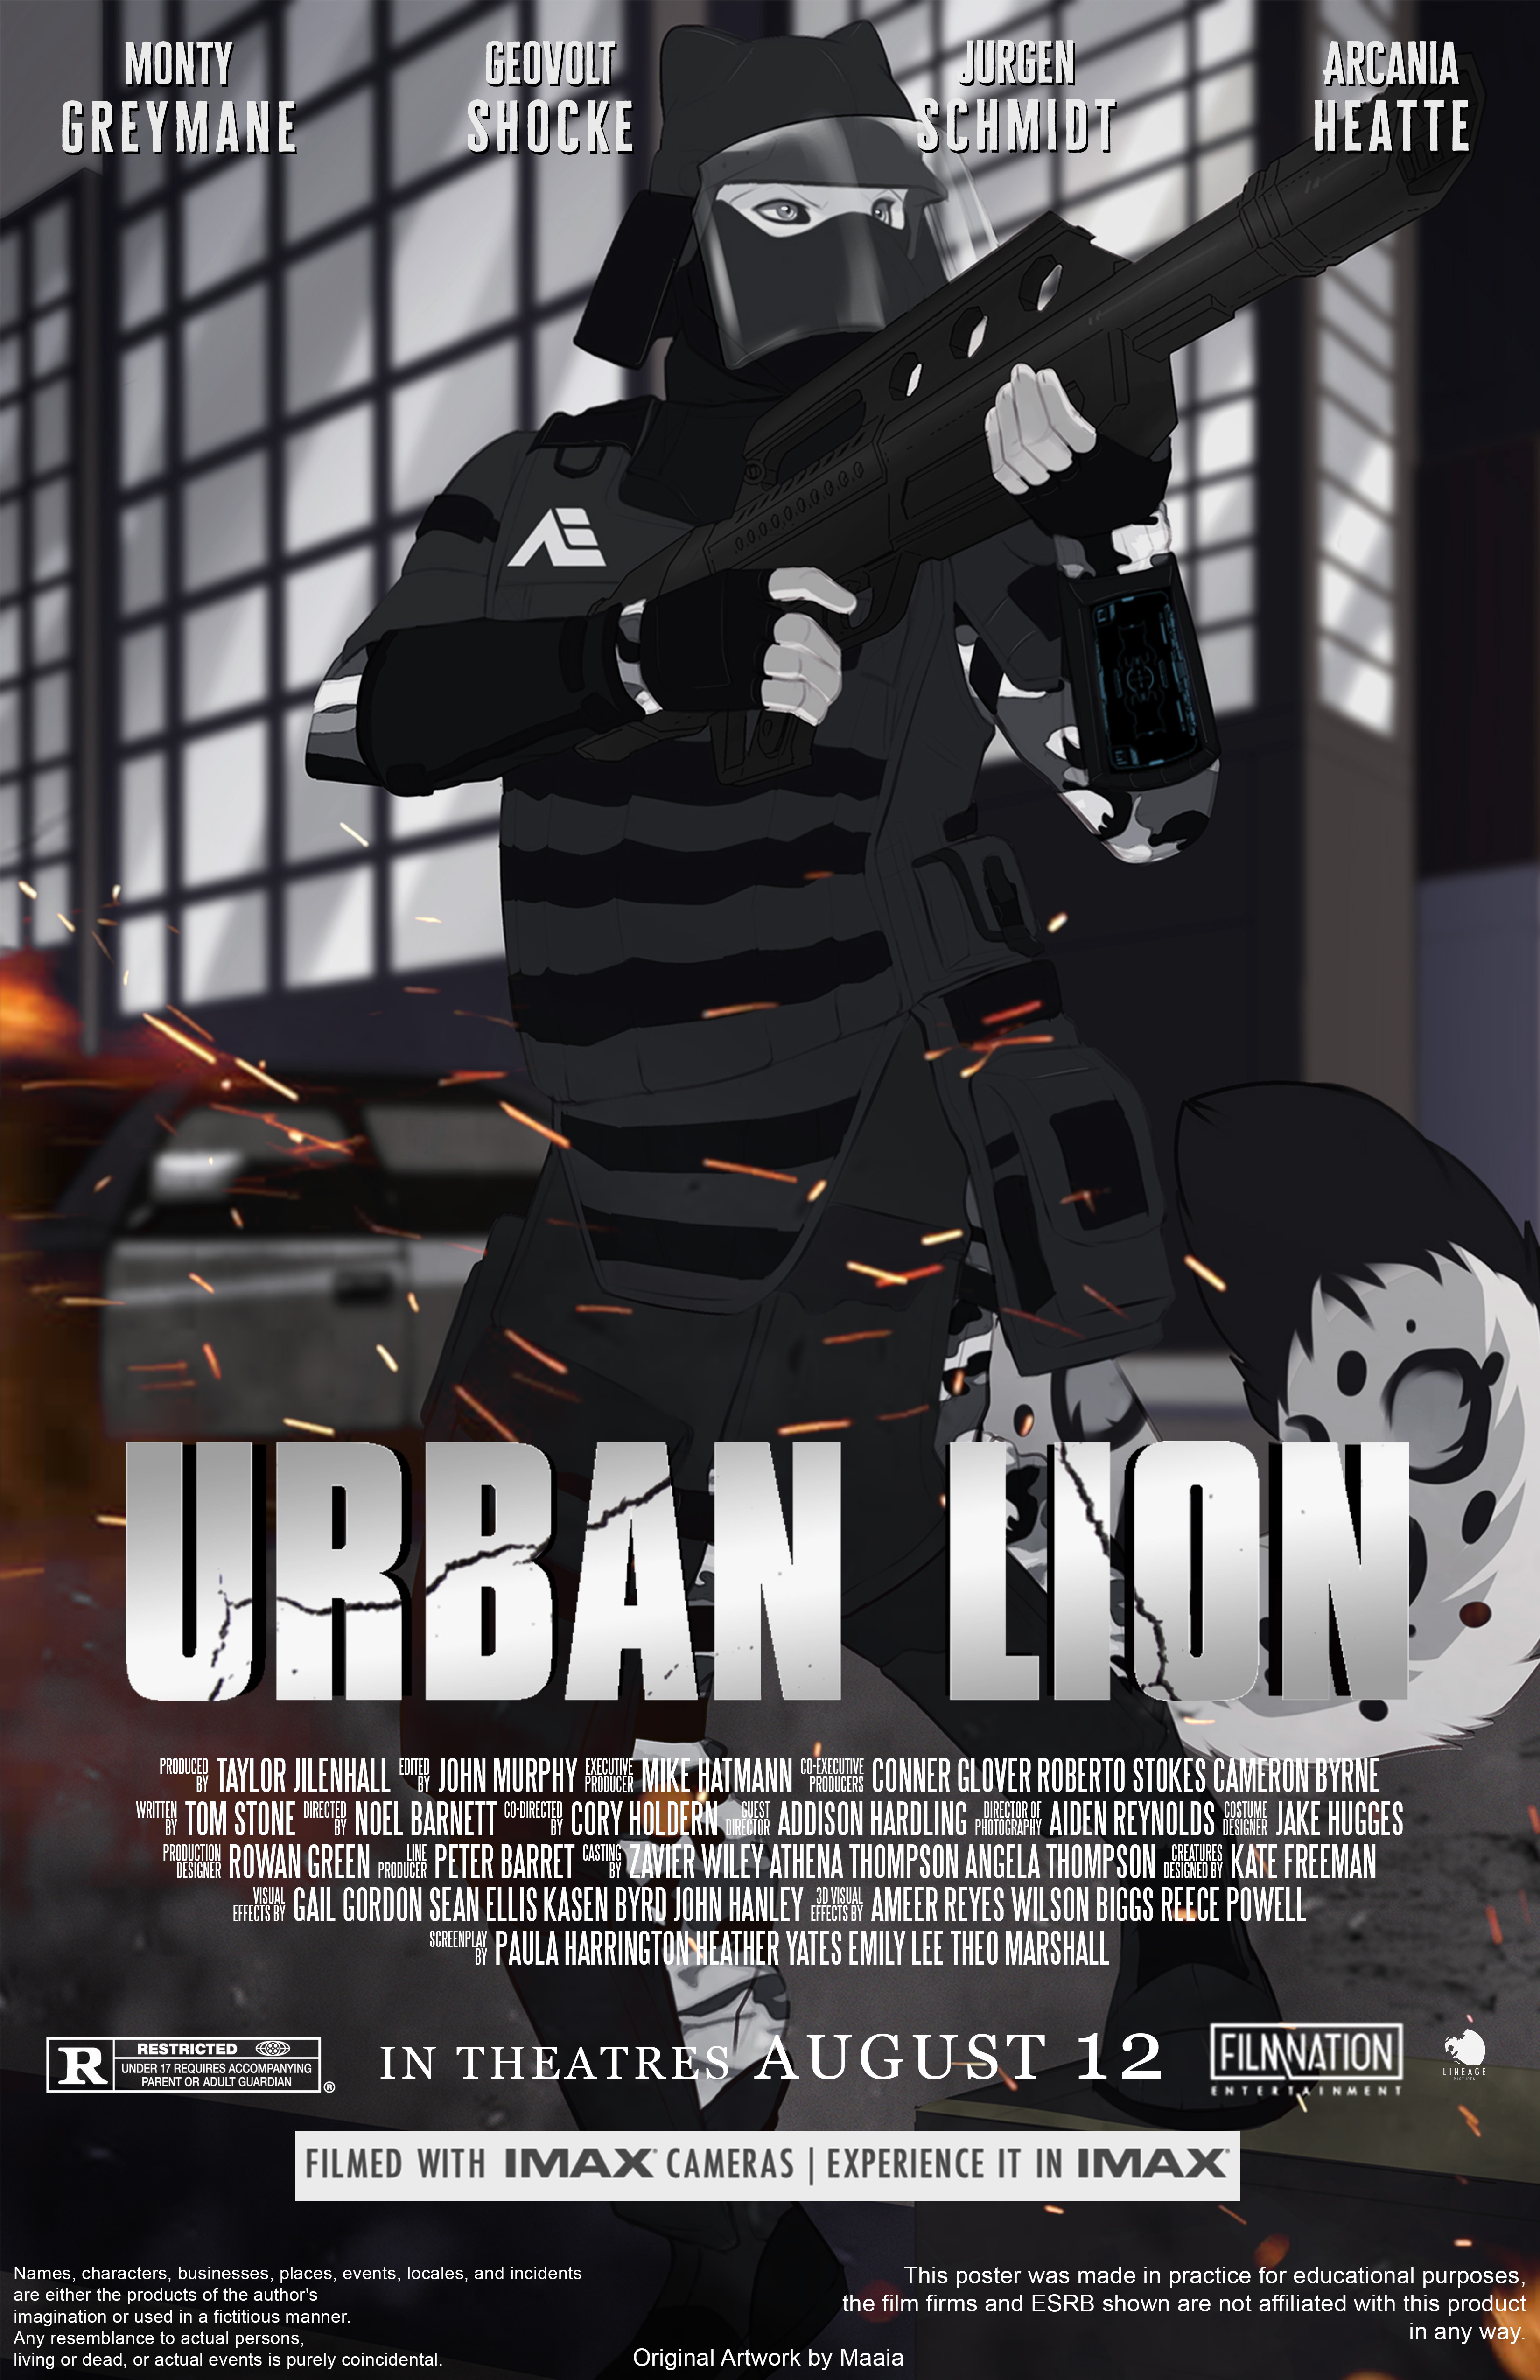 MONTY GEOVOLT JURGEN ARCANIA
GREYMANE SHOCKE SCHMIDT HEATTE
Æ
URBAN LION
PRODUCED BY TAYLOR JILENHALL EDITED BY JOHN MURPHY EXECUTIVE PRODUCER MIKE HATMANN CO-EXECUTIVE PRODUCERS CONNER GLOVER ROBERTO STOKES CAMERON BYRNE
WRITTEN BY TOM STONE DIRECTED BY NOEL BARNETT CO-DIRECTED BY CORY HOLDERN GUEST DIRECTOR ADDISON HARDLING DIRECTOR OF PHOTOGRAPHY AIDEN REYNOLDS COSTUME DESIGNER JAKE HUGGES
PRODUCTION DESIGNER ROWAN GREEN LINE PRODUCER PETER BARRET CASTING BY ZAVIER WILEY ATHENA THOMPSON ANGELA THOMPSON CREATURES DESIGNED BY KATE FREEMAN
VISUAL EFFECTS BY GAIL GORDON SEAN ELLIS KASEN BYRD JOHN HANLEY 3D VISUAL EFFECTS BY AMEER REYES WILSON BIGGS REECE POWELL
SCREENPLAY BY PAULA HARRINGTON HEATHER YATES EMILY LEE THEO MARSHALL
R RESTRICTED
UNDER 17 REQUIRES ACCOMPANYING
PARENT OR ADULT GUARDIAN ®
IN THEATRES AUGUST 12
FILMNATION
ENTERTAINMENT
LINEAGE
PICTURES
FILMED WITH IMAX® CAMERAS | EXPERIENCE IT IN IMAX®
Names, characters, businesses, places, events, locales, and incidents
are either the products of the author's
imagination or used in a fictitious manner.
Any resemblance to actual persons,
living or dead, or actual events is purely coincidental.
Original Artwork by Maaia
This poster was made in practice for educational purposes,
the film firms and ESRB shown are not affiliated with this product
in any way.